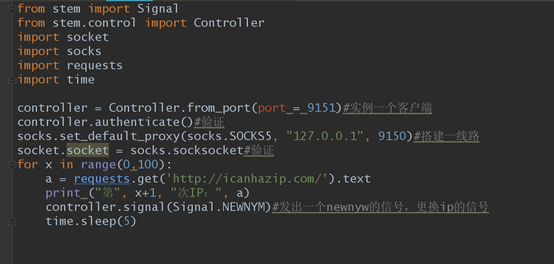 from stem import Signal
from stem.control import Controller
import socket
import socks
import requests
import time
controller = Controller.from_port(port = 9151)#实例一个客户端
controller.authenticate()#验证
socks.set_default_proxy(socks.SOCKS5, "127.0.0.1", 9150)#搭建一线路
socket.socket = socks.socksocket#验证
for x in range(0,100):
    a = requests.get('http://icanhazip.com/').text
    print ("第", x+1, "次IP：", a)
    controller.signal(Signal.NEWNYM)#发出一个newnyw的信号，更换ip的信号
    time.sleep(5)